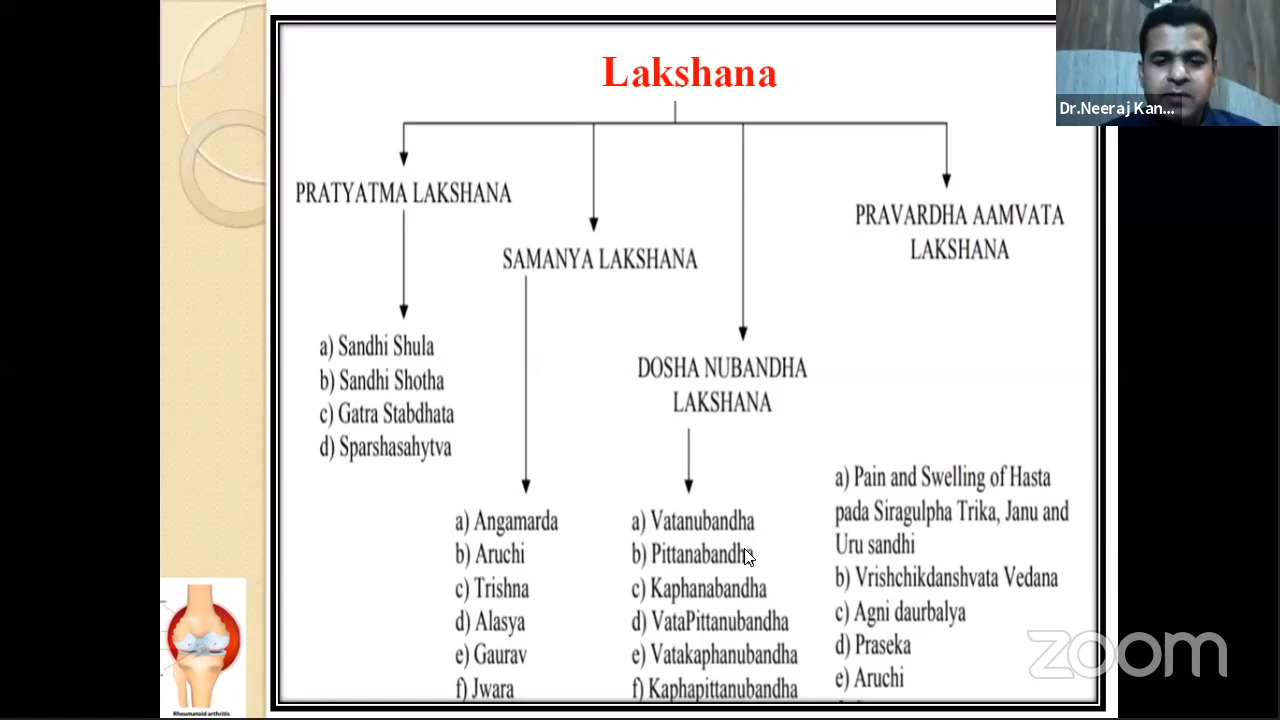 Lakshana
Dr.Neeraj Kan...
PRATYATMA LAKSHANA
a) Sandhi Shula
b) Sandhi Shotha
c) Gatra Stabdhata
d) Sparshasahytva
SAMANYA LAKSHANA
a) Angamarda
b) Aruchi
c) Trishna
d) Alasya
e) Gaurav
f) Jwara
DOSHA NUBANDHA
LAKSHANA
a) Vatanubandha
b) Pittanabandha
c) Kaphanabandha
d) VataPittanubandha
e) Vatakaphanubandha
f) Kaphapittanubandha
PRAVARDHA AAMVATA
LAKSHANA
a) Pain and Swelling of Hasta
pada Siragulpha Trika, Janu and
Uru sandhi
b) Vrishchikdanshvata Vedana
c) Agni daurbalya
d) Praseka
e) Aruchi
zoom
Rheumatoid arthritis